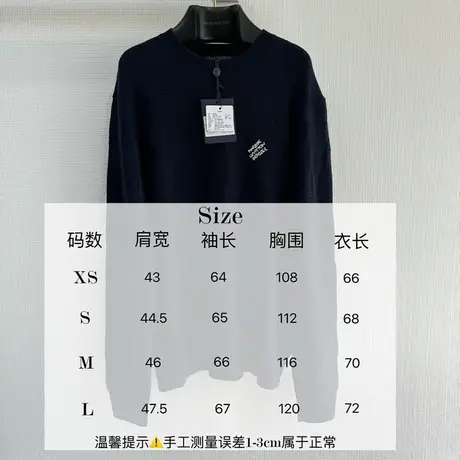 Size
码数 肩宽 袖长 胸围 衣长
XS 43 64 108 66
S 44.5 65 112 68
M 46 66 116 70
L 47.5 67 120 72
温馨提示⚠️手工测量误差1-3cm属于正常